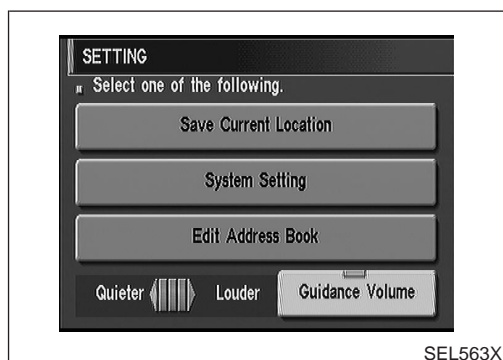 SETTING
Select one of the following.
Save Current Location
System Setting
Edit Address Book
Quieter Louder Guidance Volume
SEL563X